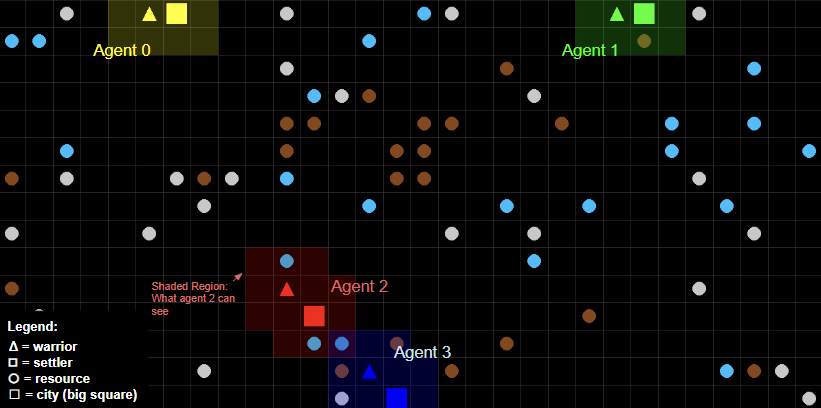 Agent 0
Agent 1
Shaded Region:
What agent 2 can
see
Agent 2
Agent 3
Legend:
Δ = warrior
□ = settler
O = resource
□ = city (big square)